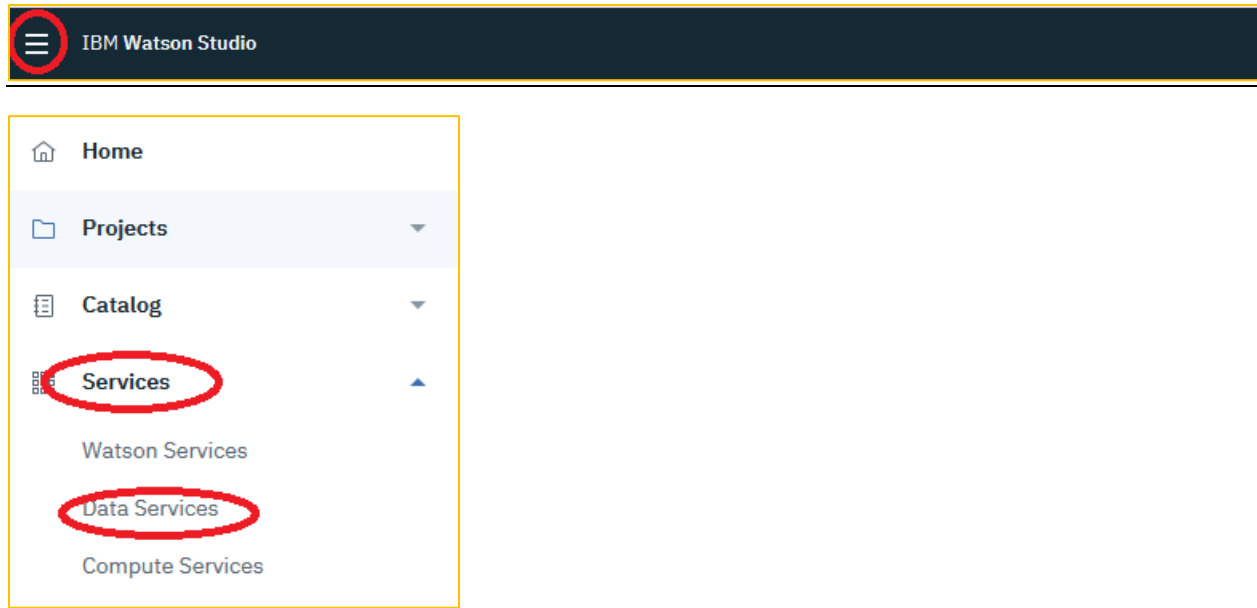 IBM Watson Studio
Home
Projects
Catalog
Services
Watson Services
Data Services
Compute Services